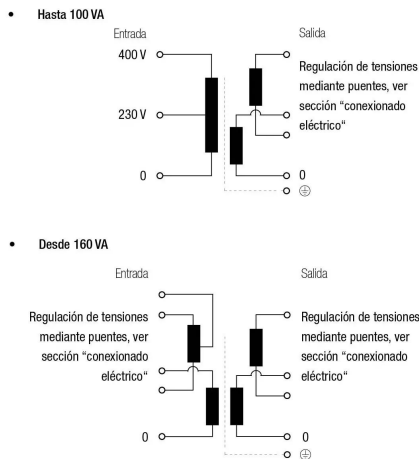 • Hasta 100 VA
Entrada
Salida
400 V
Regulación de tensiones
mediante puentes, ver
sección “conexionado
eléctrico“
230 V
0
0
• Desde 160 VA
Entrada
Salida
Regulación de tensiones
mediante puentes, ver
sección “conexionado
eléctrico“
Regulación de tensiones
mediante puentes, ver
sección “conexionado
eléctrico“
0
0